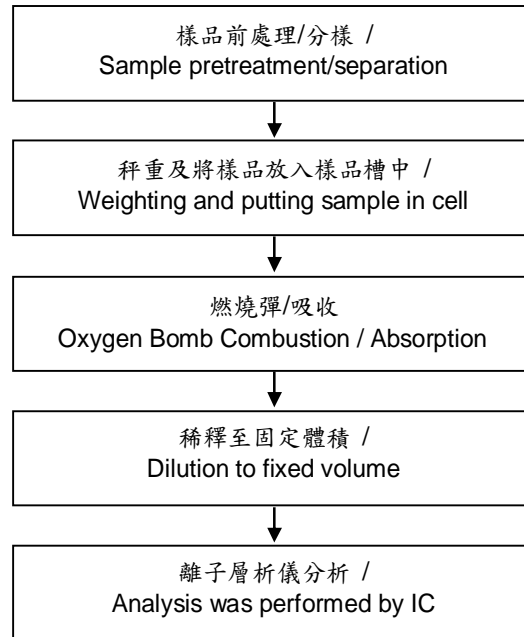 樣品前處理/分樣 /
Sample pretreatment/separation
秤重及將樣品放入樣品槽中 /
Weighting and putting sample in cell
燃燒彈/吸收
Oxygen Bomb Combustion / Absorption
稀釋至固定體積 /
Dilution to fixed volume
離子層析儀分析 /
Analysis was performed by IC